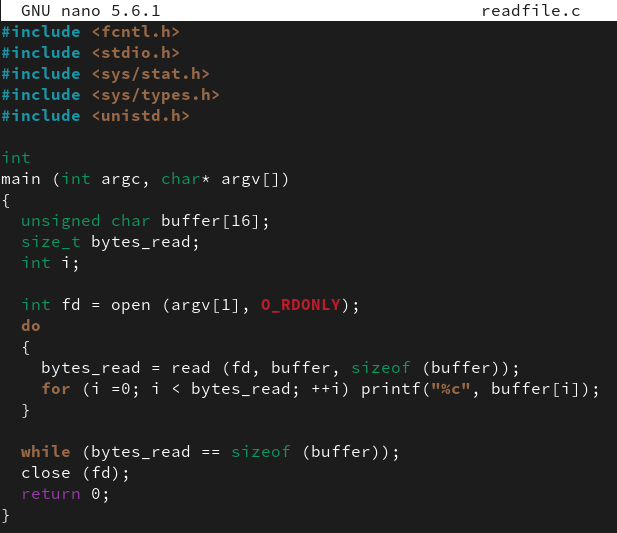 GNU nano 5.6.1 readfile.c
#include <fcntl.h>
#include <stdio.h>
#include <sys/stat.h>
#include <sys/types.h>
#include <unistd.h>
int
main (int argc, char* argv[])
{
  unsigned char buffer[16];
  size_t bytes_read;
  int i;
  int fd = open (argv[1], O_RDONLY);
  do
  {
    bytes_read = read (fd, buffer, sizeof (buffer));
    for (i =0; i < bytes_read; ++i) printf("%c", buffer[i]);
  }
  while (bytes_read == sizeof (buffer));
  close (fd);
  return 0;
}